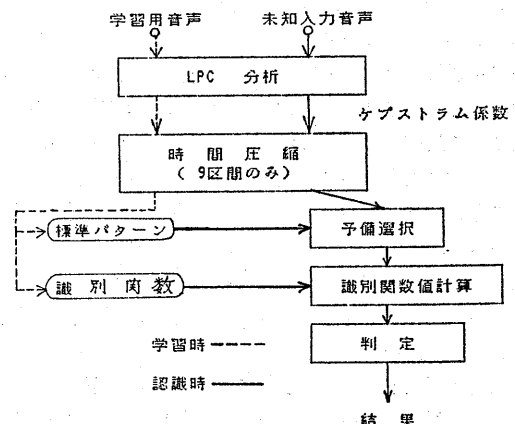 学習用音声 未知入力音声
LPC 分析
ケプストラム係数
時間圧縮
(9区間のみ)
標準パターン 予備選択
識別関数 識別関数値計算
学習時 判定
認識時
結果